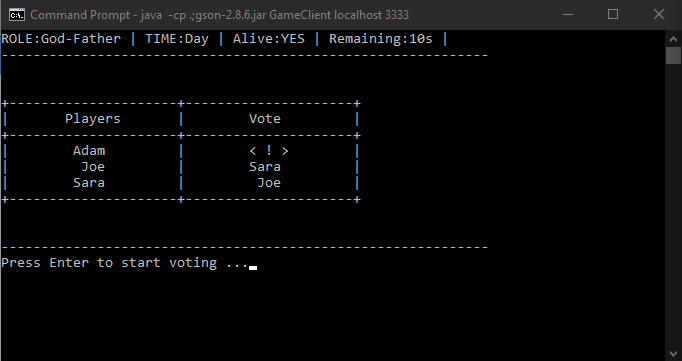 Command Prompt - java -cp .;gson-2.8.6.jar GameClient localhost 3333
ROLE:God-Father | TIME:Day | Alive:YES | Remaining:10s |
-------------------------------------------------------------
+---------------------+---------------------+
| Players | Vote |
+---------------------+---------------------+
| Adam | < ! > |
| Joe | Sara |
| Sara | Joe |
+---------------------+---------------------+
-------------------------------------------------------------
Press Enter to start voting ...